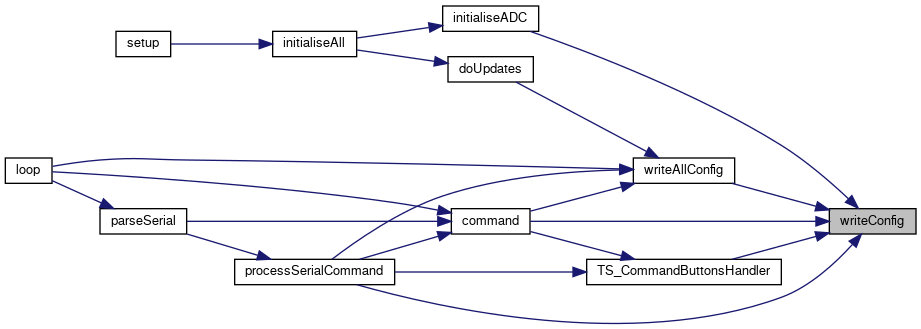 initialiseADC
setup
initialiseAll
doUpdates
loop
writeAllConfig
parseSerial
command
writeConfig
processSerialCommand
TS_CommandButtonsHandler